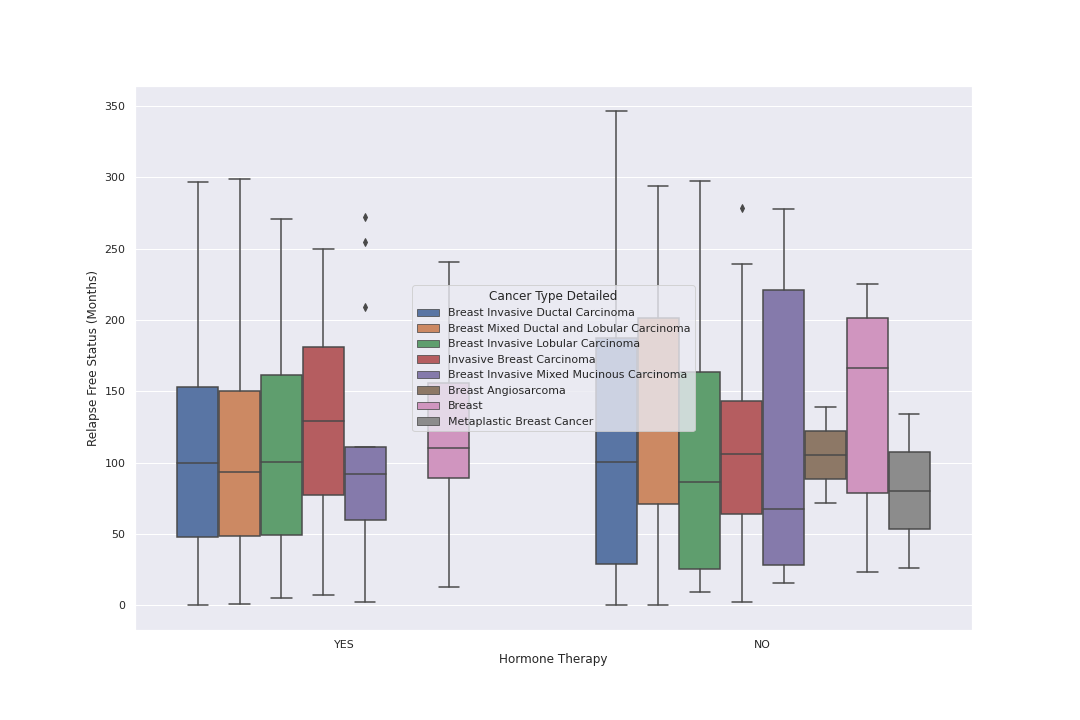 350
300
250
200
150
100
50
0
Relapse Free Status (Months)
Cancer Type Detailed
Breast Invasive Ductal Carcinoma
Breast Mixed Ductal and Lobular Carcinoma
Breast Invasive Lobular Carcinoma
Invasive Breast Carcinoma
Breast Invasive Mixed Mucinous Carcinoma
Breast Angiosarcoma
Breast
Metaplastic Breast Cancer
YES
NO
Hormone Therapy